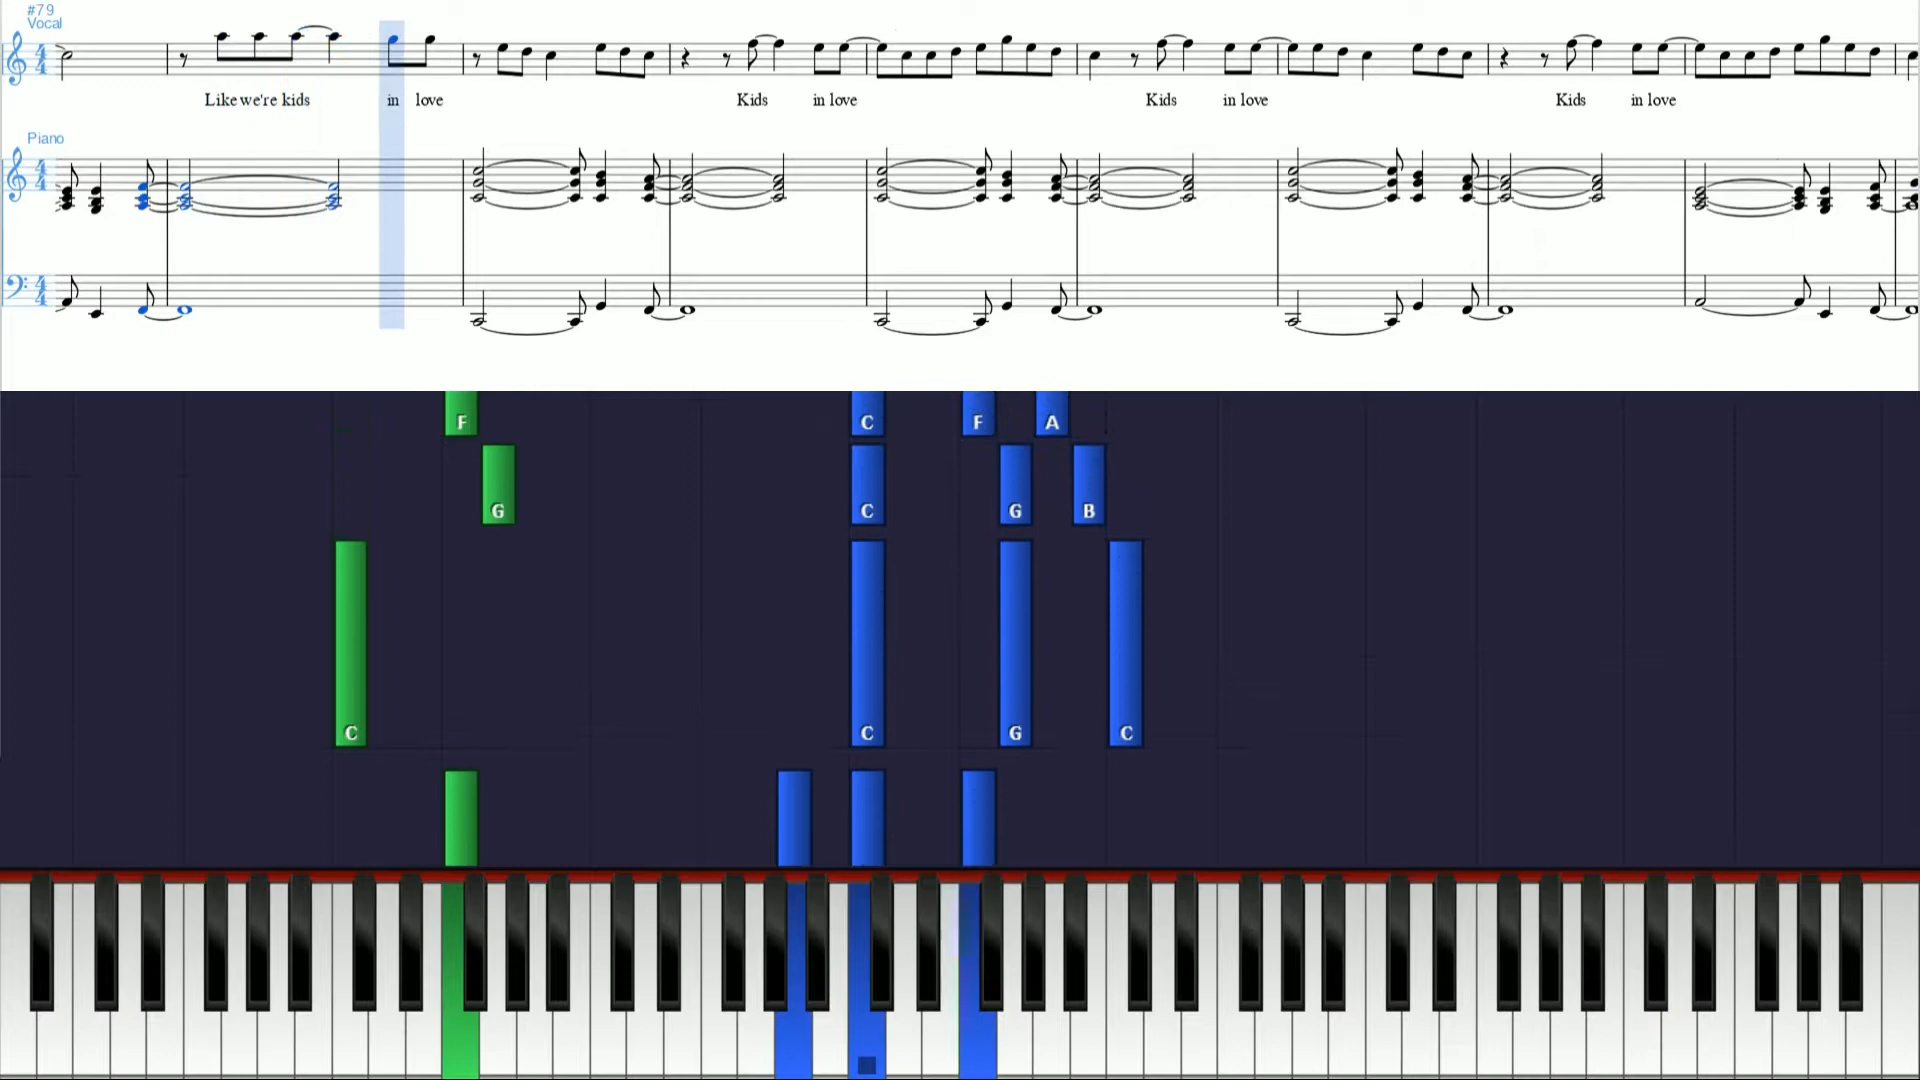 #79
Vocal
Like we're kids in love Kids in love Kids in love Kids in love
Piano
F C F A
G C G B
C C G C